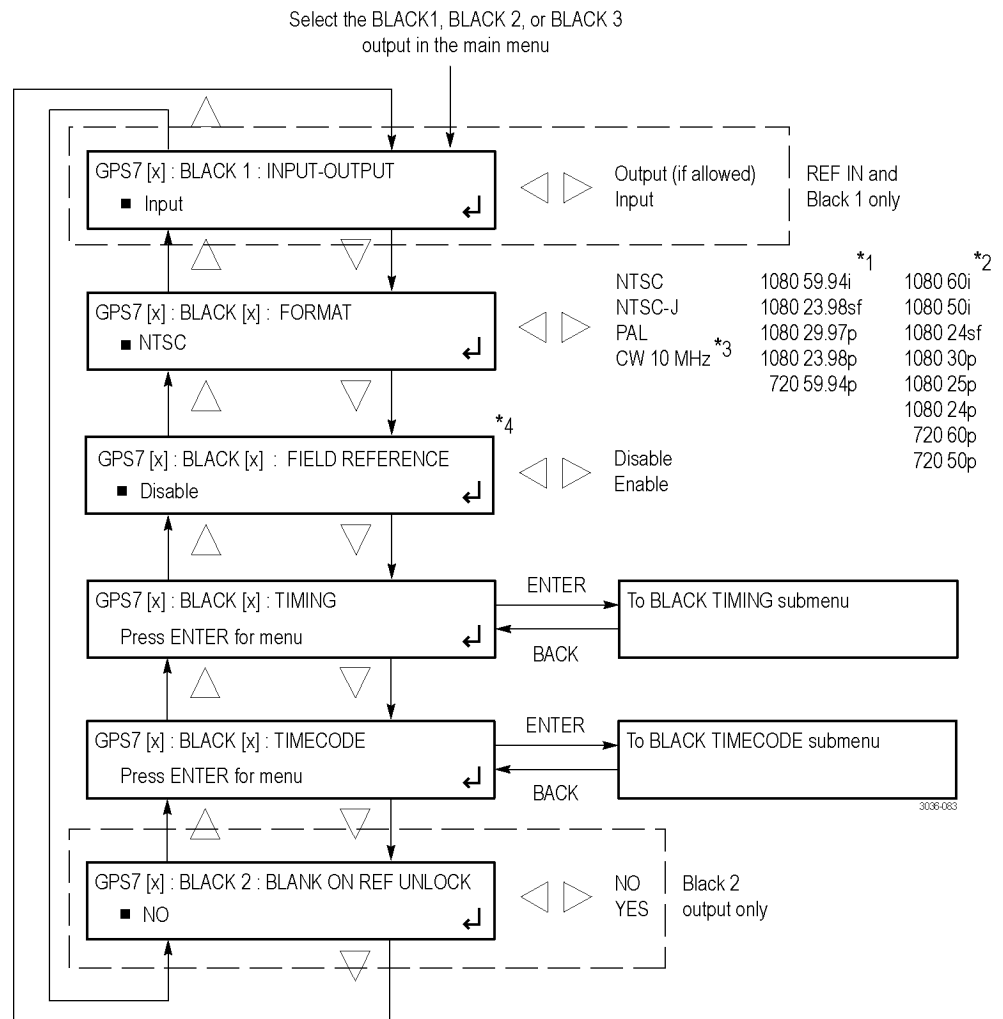 Select the BLACK1, BLACK 2, or BLACK 3
output in the main menu
GPS7 [x] : BLACK 1 : INPUT-OUTPUT
■ Input
Output (if allowed)
Input
REF IN and
Black 1 only
GPS7 [x] : BLACK [x] : FORMAT
■ NTSC
NTSC
NTSC-J
PAL
CW 10 MHz *3
*1
1080 59.94i
1080 23.98sf
1080 29.97p
1080 23.98p
720 59.94p
*2
1080 60i
1080 50i
1080 24sf
1080 30p
1080 25p
1080 24p
720 60p
720 50p
*4
GPS7 [x] : BLACK [x] : FIELD REFERENCE
■ Disable
Disable
Enable
GPS7 [x] : BLACK [x] : TIMING
Press ENTER for menu
ENTER
BACK
To BLACK TIMING submenu
GPS7 [x] : BLACK [x] : TIMECODE
Press ENTER for menu
ENTER
BACK
To BLACK TIMECODE submenu
3036-083
GPS7 [x] : BLACK 2 : BLANK ON REF UNLOCK
■ NO
NO
YES
Black 2
output only